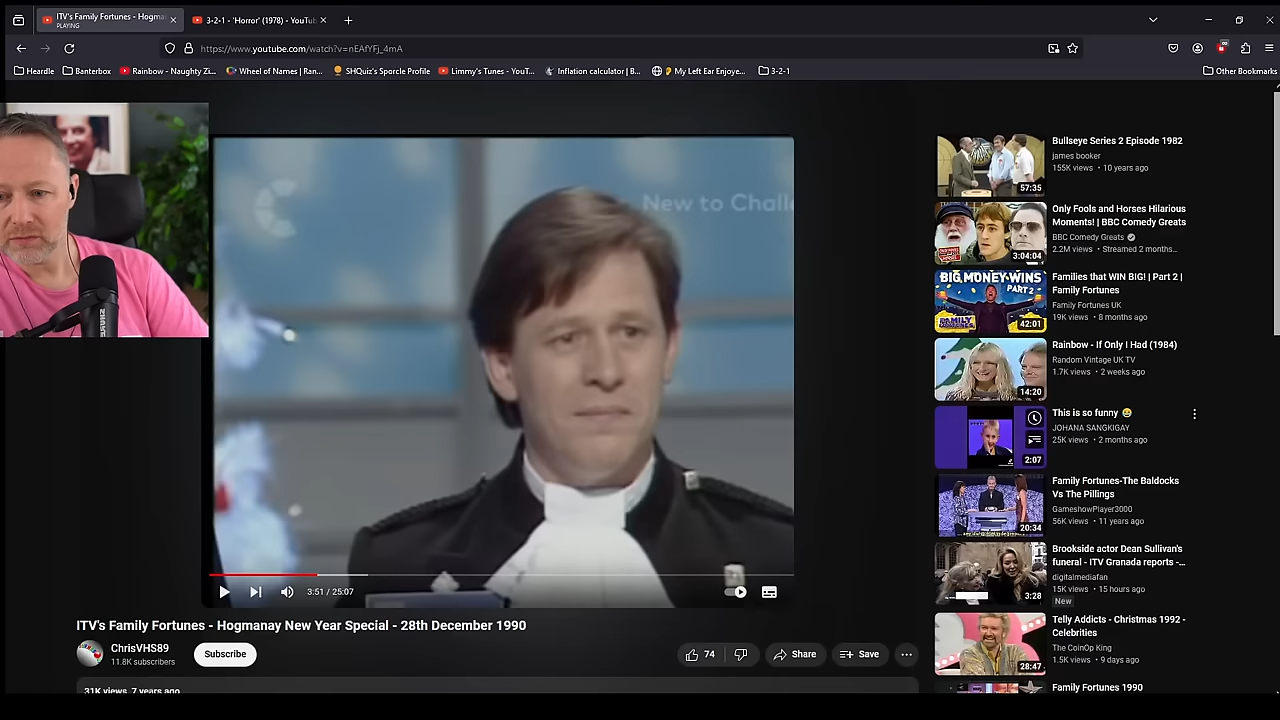 ITV's Family Fortunes - Hogma
PLAYING
3-2-1 - 'Horror' (1978) - YouTub
https://www.youtube.com/watch?v=nEAfYFj_4mA
Heardle
Banterbox
Rainbow - Naughty Zi...
Wheel of Names | Ran...
SHQuiz's Sporcle Profile
Limmy's Tunes - YouT...
Inflation calculator | B...
My Left Ear Enjoye...
3-2-1
Other Bookmarks
New to Chall
3:51 / 25:07
ITV's Family Fortunes - Hogmanay New Year Special - 28th December 1990
ChrisVHS89
11.8K subscribers
Subscribe
74
Share
Save
31K views 7 years ago
Bullseye Series 2 Episode 1982
james booker
155K views • 10 years ago
57:35
Only Fools and Horses Hilarious
Moments! | BBC Comedy Greats
BBC Comedy Greats
2.2M views • Streamed 2 months...
3:04:04
BIG MONEY WINS
PART 2
FAMILY FORTUNES
Families that WIN BIG! | Part 2 |
Family Fortunes
Family Fortunes UK
19K views • 8 months ago
42:01
Rainbow - If Only I Had (1984)
Random Vintage UK TV
1.7K views • 2 weeks ago
14:20
This is so funny 😂
JOHANA SANGKIGAY
25K views • 2 months ago
2:07
Family Fortunes-The Baldocks
Vs The Pillings
GameshowPlayer3000
56K views • 11 years ago
20:34
Brookside actor Dean Sullivan's
funeral - ITV Granada reports -...
digitalmediafan
15K views • 15 hours ago
New
3:28
Telly Addicts - Christmas 1992 -
Celebrities
The CoinOp King
1.5K views • 9 days ago
28:47
Family Fortunes 1990